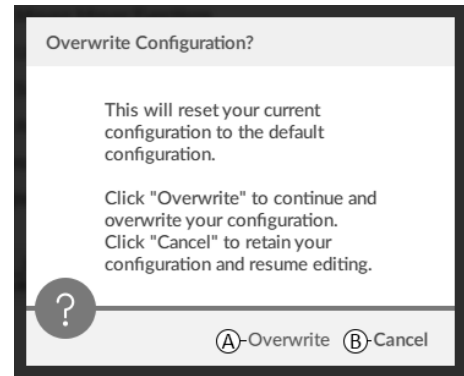 Overwrite Configuration?
This will reset your current
configuration to the default
configuration.
Click "Overwrite" to continue and
overwrite your configuration.
Click "Cancel" to retain your
configuration and resume editing.
?
Ⓐ-Overwrite Ⓑ-Cancel